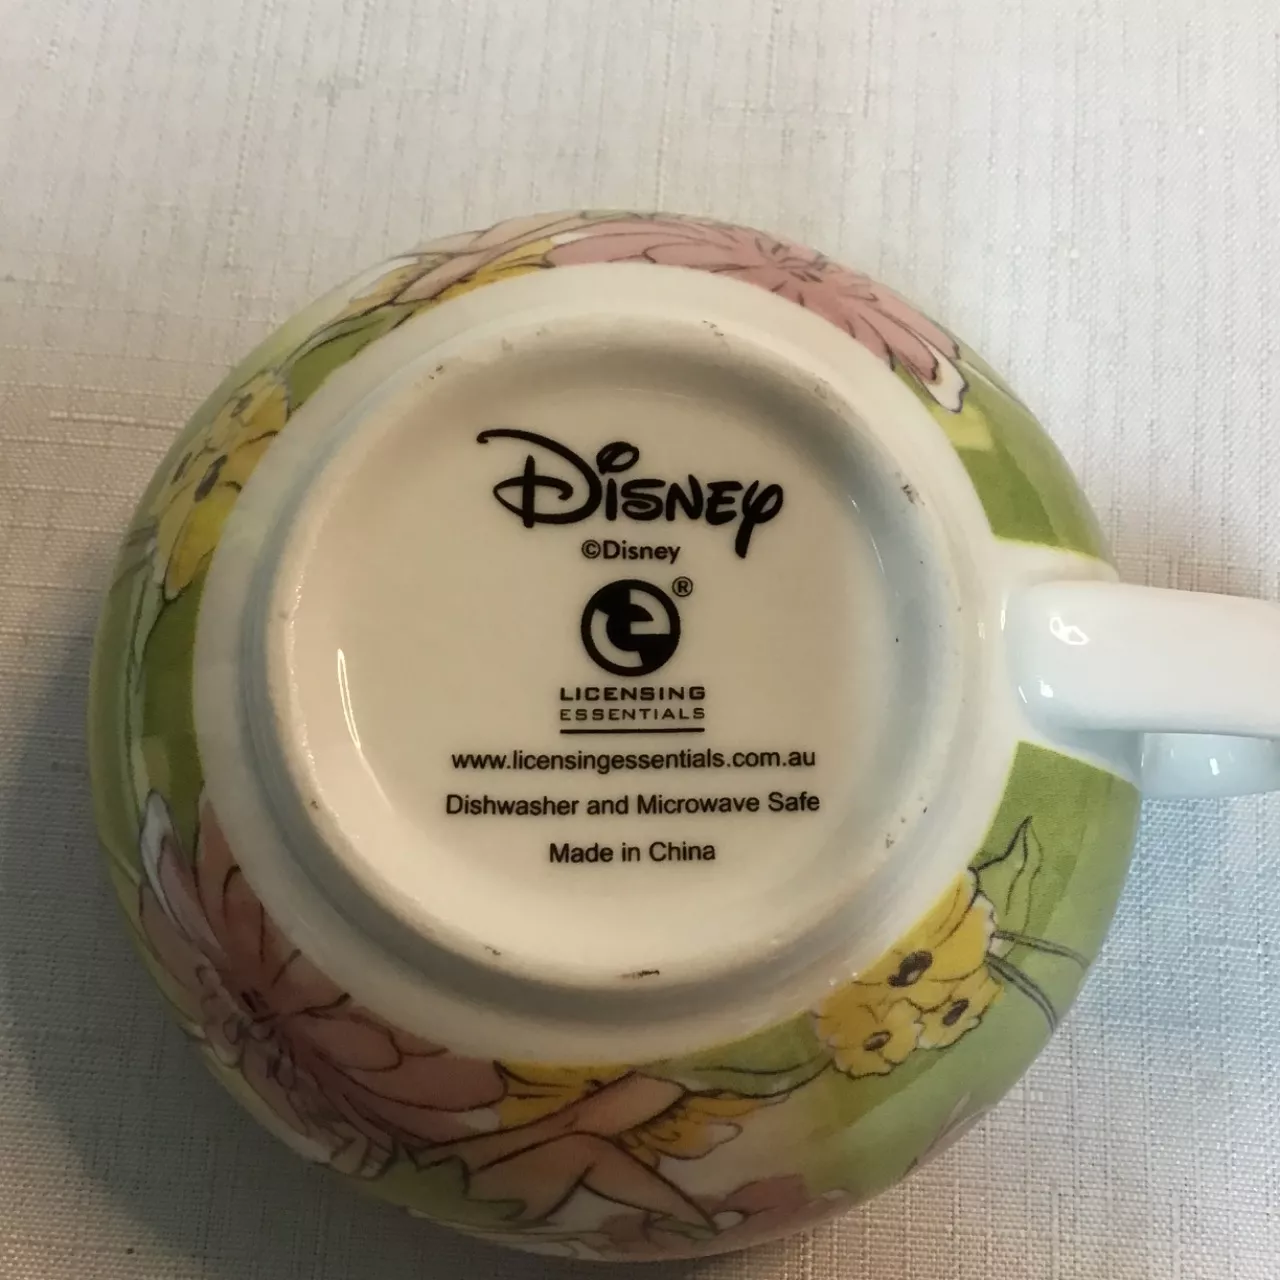 Disney
©Disney
®
LICENSING
ESSENTIALS
www.licensingessentials.com.au
Dishwasher and Microwave Safe
Made in China